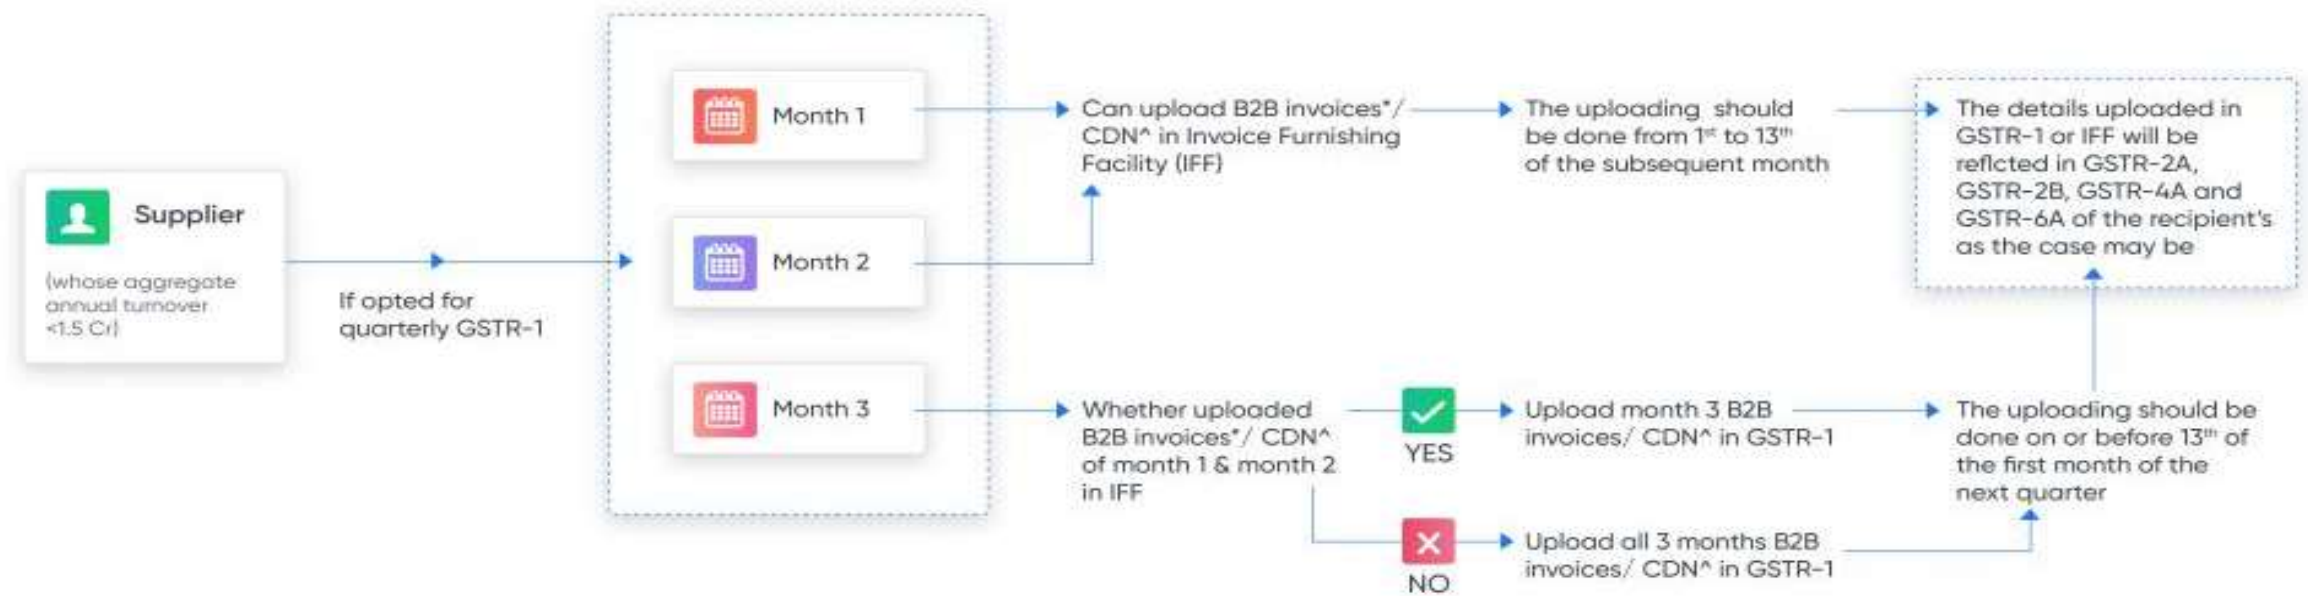 Supplier
(whose aggregate
annual turnover
<1.5 Cr)
If opted for
quarterly GSTR-1
Month 1
Month 2
Month 3
Can upload B2B invoices*/
CDN^ in Invoice Furnishing
Facility (IFF)
The uploading should
be done from 1st to 13th
of the subsequent month
The details uploaded in
GSTR-1 or IFF will be
reflcted in GSTR-2A,
GSTR-2B, GSTR-4A and
GSTR-6A of the recipient's
as the case may be
Whether uploaded
B2B invoices*/ CDN^
of month 1 & month 2
in IFF
YES
Upload month 3 B2B
invoices/ CDN^ in GSTR-1
NO
Upload all 3 months B2B
invoices/ CDN^ in GSTR-1
The uploading should be
done on or before 13th of
the first month of the
next quarter